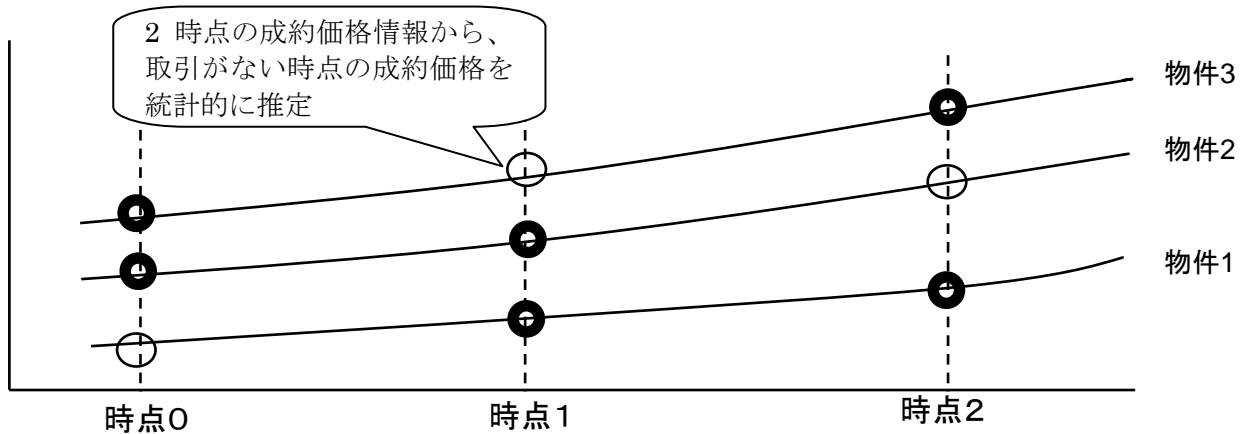 2 時点の成約価格情報から、
取引がない時点の成約価格を
統計的に推定
物件3
物件2
物件1
時点0
時点1
時点2